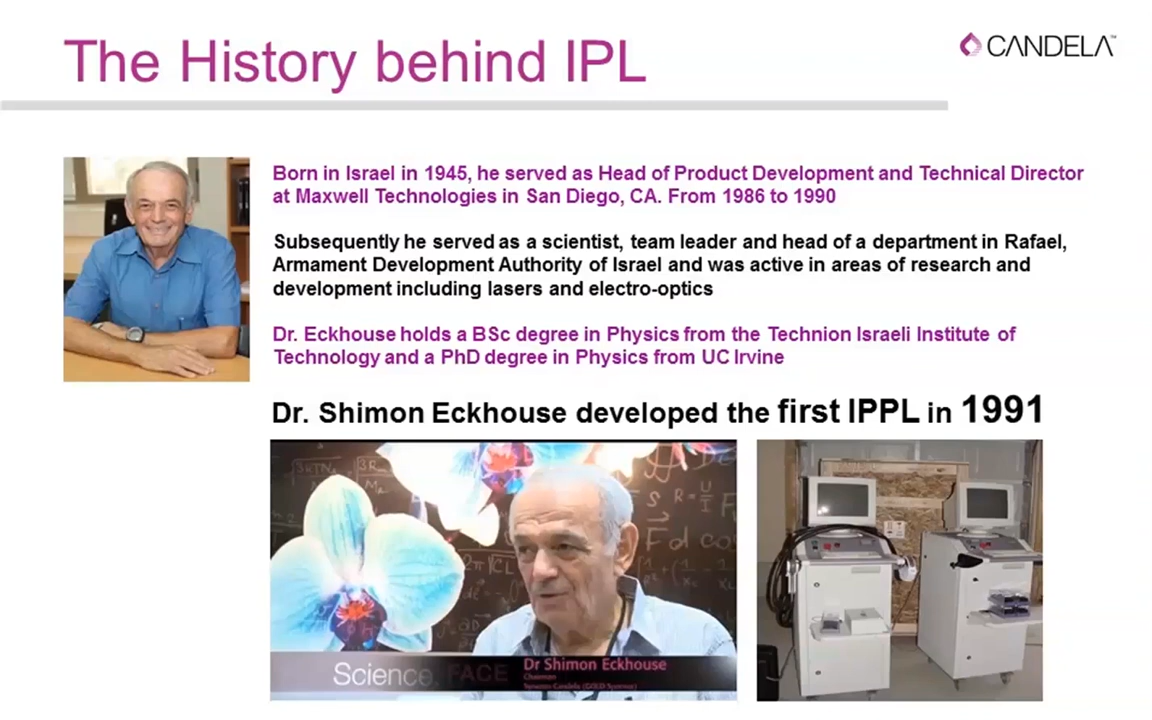 The History behind IPL
CANDELA™
Born in Israel in 1945, he served as Head of Product Development and Technical Director
at Maxwell Technologies in San Diego, CA. From 1986 to 1990
Subsequently he served as a scientist, team leader and head of a department in Rafael,
Armament Development Authority of Israel and was active in areas of research and
development including lasers and electro-optics
Dr. Eckhouse holds a BSc degree in Physics from the Technion Israeli Institute of
Technology and a PhD degree in Physics from UC Irvine
Dr. Shimon Eckhouse developed the first IPPL in 1991
Science, FACE
Dr Shimon Eckhouse
Chairman
Syneron Candela (GOLD Sponsor)